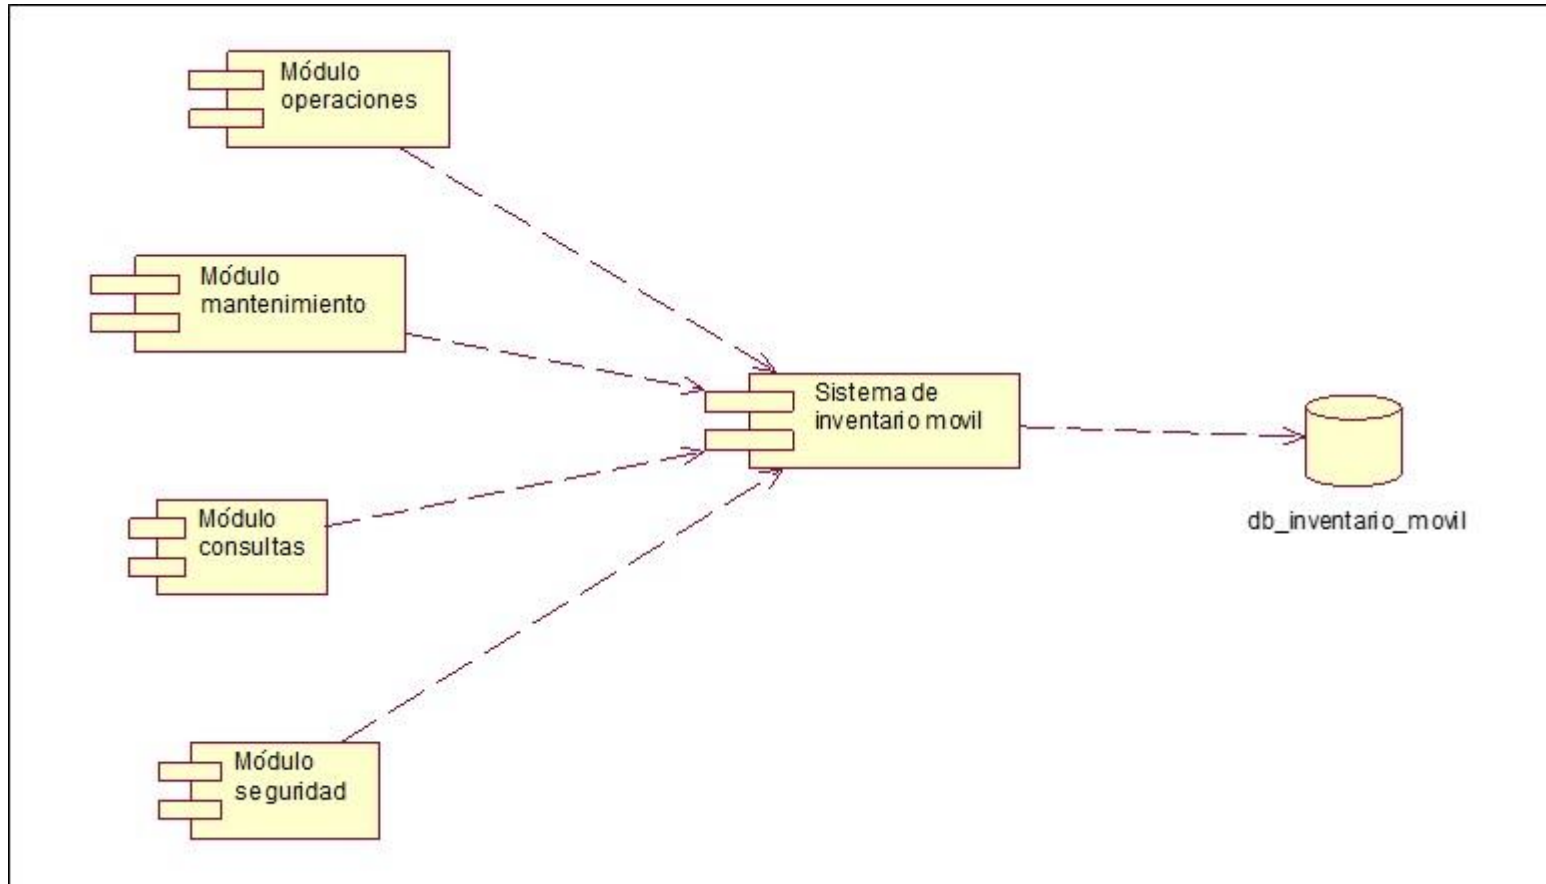 Módulo
operaciones
Módulo
mantenimiento
Sistema de
inventario movil
db_inventario_movil
Módulo
consultas
Módulo
seguridad